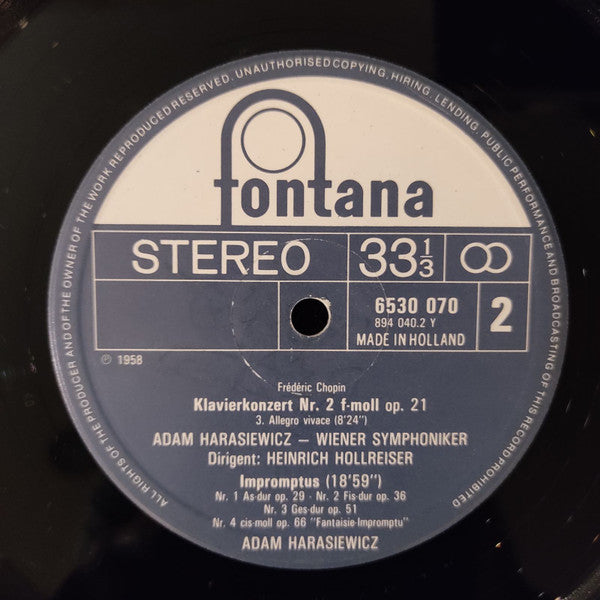 ALL RIGHTS OF THE PRODUCER AND OF THE OWNER OF THE WORK REPRODUCED RESERVED. UNAUTHORISED COPYING, HIRING, LENDING, PUBLIC PERFORMANCE AND BROADCASTING OF THIS RECORD PROHIBITED
fontana
STEREO 33 1/3
6530 070
894 040.2 Y
MADE IN HOLLAND
2
℗ 1958
Frédéric Chopin
Klavierkonzert Nr. 2 f-moll op. 21
3. Allegro vivace (8'24")
ADAM HARASIEWICZ – WIENER SYMPHONIKER
Dirigent: HEINRICH HOLLREISER
Impromptus (18'59")
Nr. 1 As-dur op. 29 · Nr. 2 Fis-dur op. 36
Nr. 3 Ges-dur op. 51
Nr. 4 cis-moll op. 66 "Fantaisie-Impromptu"
ADAM HARASIEWICZ